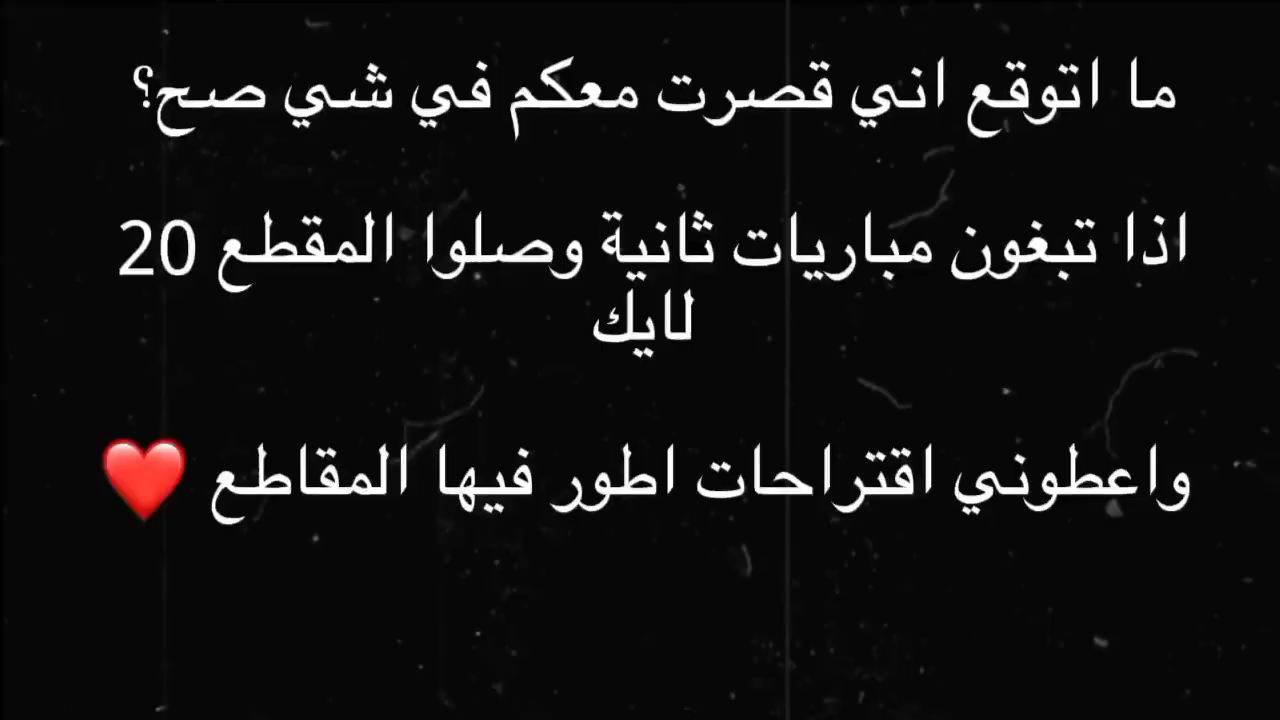 ما اتوقع اني قصرت معكم في شي صح؟
اذا تبغون مباريات ثانية وصلوا المقطع 20
لايك
واعطوني اقتراحات اطور فيها المقاطع ❤️